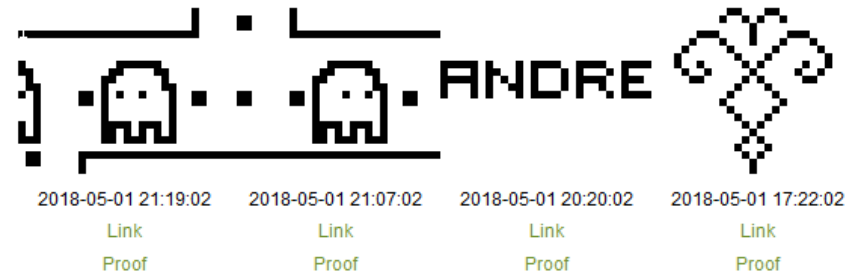 ANDRE
2018-05-01 21:19:02 2018-05-01 21:07:02 2018-05-01 20:20:02 2018-05-01 17:22:02
Link Link Link Link
Proof Proof Proof Proof